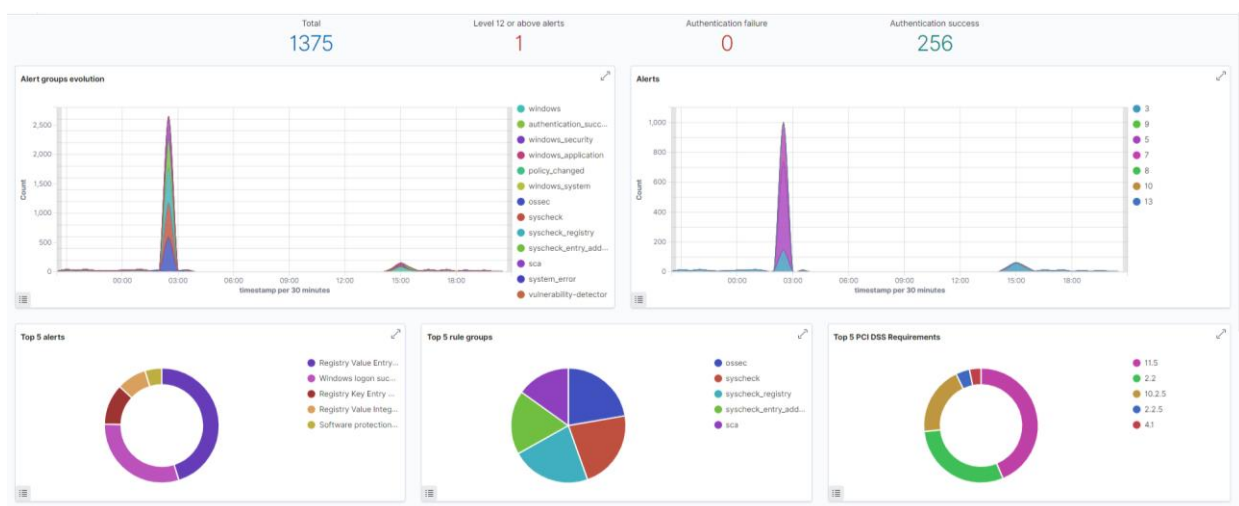 Total
1375
Level 12 or above alerts
1
Authentication failure
0
Authentication success
256
Alert groups evolution
2,500
2,000
1,500
1,000
500
0
Count
00:00
03:00
06:00
09:00
12:00
15:00
18:00
timestamp per 30 minutes
windows
authentication_succ...
windows_security
windows_application
policy_changed
windows_system
ossec
syscheck
syscheck_registry
syscheck_entry_add...
sca
system_error
vulnerability-detector
Alerts
1,000
800
600
400
200
0
Count
00:00
03:00
06:00
09:00
12:00
15:00
18:00
timestamp per 30 minutes
3
9
5
7
8
10
13
Top 5 alerts
Registry Value Entry...
Windows logon suc...
Registry Key Entry ...
Registry Value Integ...
Software protection...
Top 5 rule groups
ossec
syscheck
syscheck_registry
syscheck_entry_add...
sca
Top 5 PCI DSS Requirements
11.5
2.2
10.2.5
2.2.5
4.1